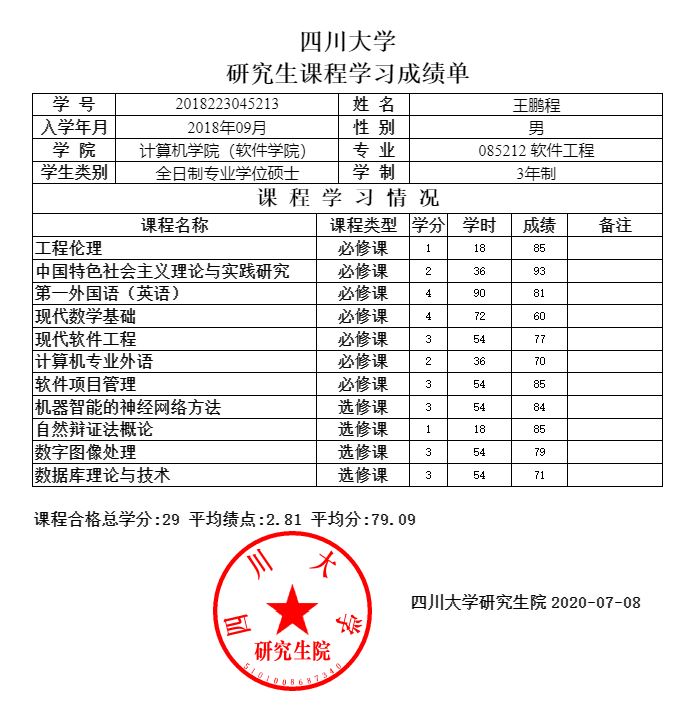 四川大学
研究生课程学习成绩单
学 号 2018223045213 姓 名 王鹏程
入学年月 2018年09月 性 别 男
学 院 计算机学院（软件学院） 专 业 085212 软件工程
学生类别 全日制专业学位硕士 学 制 3年制
课 程 学 习 情 况
课程名称 课程类型 学分 学时 成绩 备注
工程伦理 必修课 1 18 85
中国特色社会主义理论与实践研究 必修课 2 36 93
第一外国语（英语） 必修课 4 90 81
现代数学基础 必修课 4 72 60
现代软件工程 必修课 3 54 77
计算机专业外语 必修课 2 36 70
软件项目管理 必修课 3 54 85
机器智能的神经网络方法 选修课 3 54 84
自然辩证法概论 选修课 1 18 85
数字图像处理 选修课 3 54 79
数据库理论与技术 选修课 3 54 71
课程合格总学分:29 平均绩点:2.81 平均分:79.09
四川大学
研究生院
5101008687340
四川大学研究生院 2020-07-08